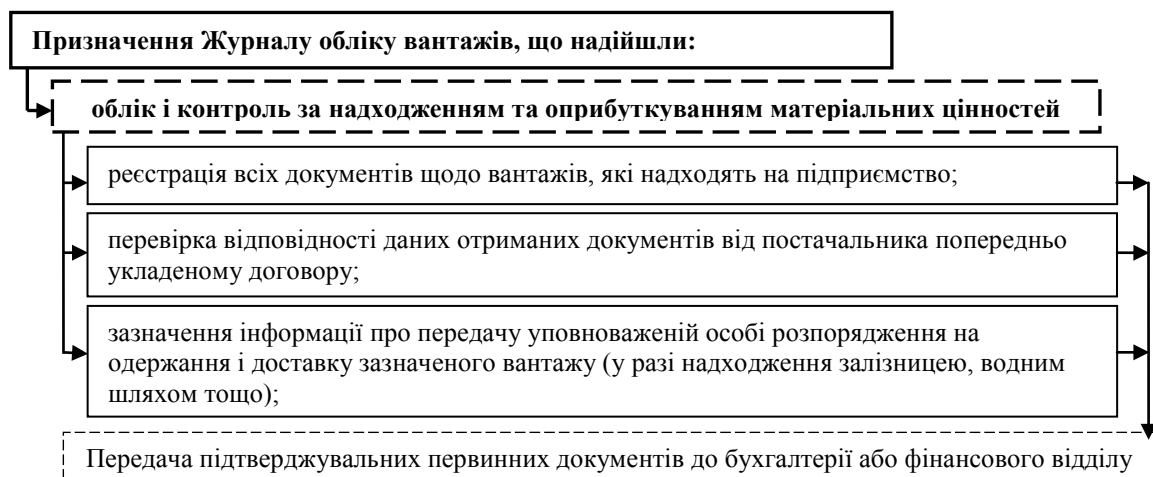 Призначення Журналу обліку вантажів, що надійшли:
облік і контроль за надходженням та оприбуткуванням матеріальних цінностей
реєстрація всіх документів щодо вантажів, які надходять на підприємство;
перевірка відповідності даних отриманих документів від постачальника попередньо
укладеному договору;
зазначення інформації про передачу уповноваженій особі розпорядження на
одержання і доставку зазначеного вантажу (у разі надходження залізницею, водним
шляхом тощо);
Передача підтверджувальних первинних документів до бухгалтерії або фінансового відділу